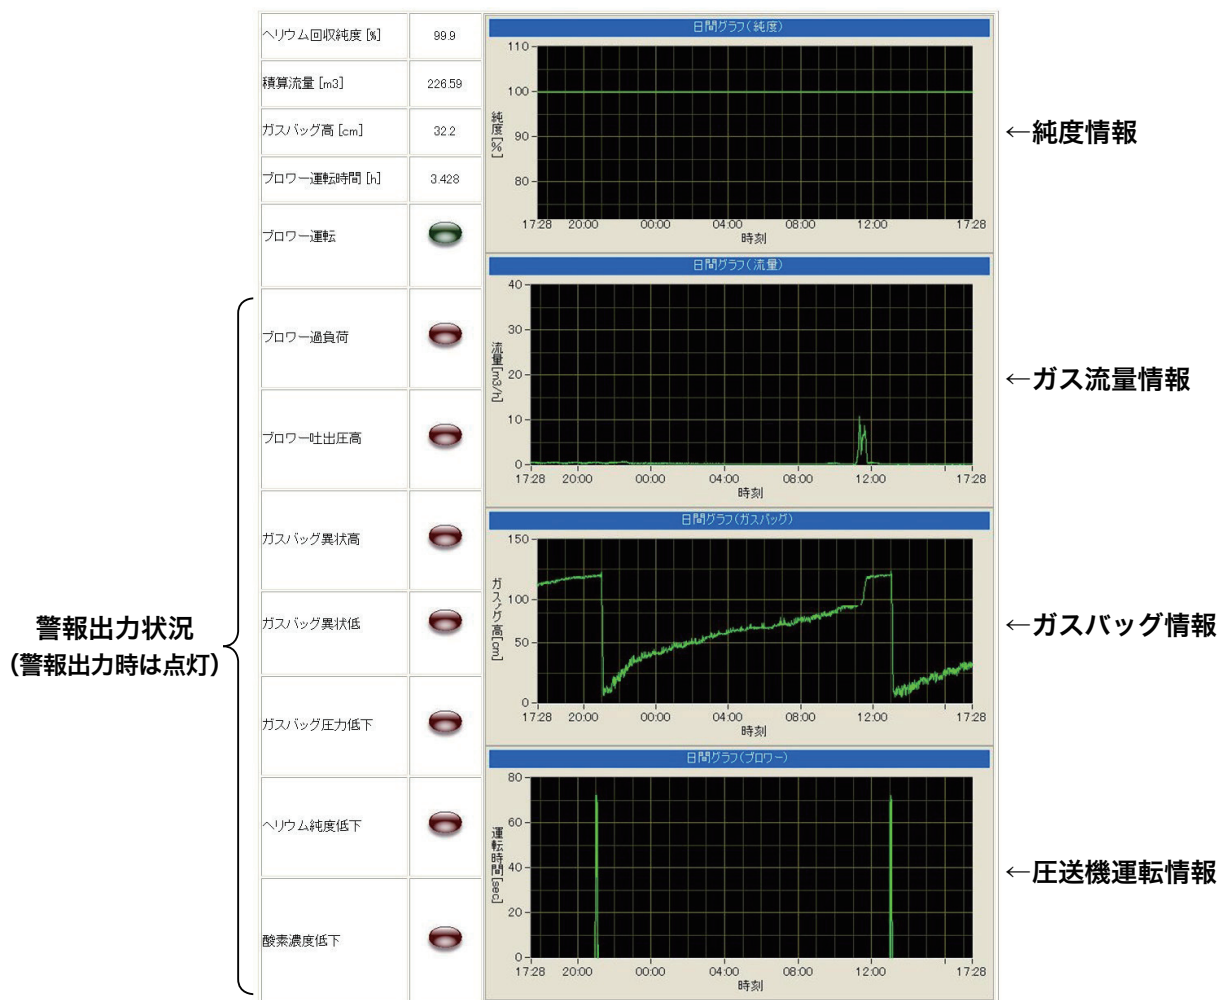 ヘリウム回収純度 [%] 99.9
積算流量 [m3] 226.59
ガスバッグ高 [cm] 32.2
ブロワー運転時間 [h] 3.428
ブロワー運転
ブロワー過負荷
ブロワー吐出圧高
ガスバッグ異状高
ガスバッグ異状低
ガスバッグ圧力低下
ヘリウム純度低下
酸素濃度低下
警報出力状況
(警報出力時は点灯)
日間グラフ(純度)
純度[%]
110
100
90
80
17:28 20:00 00:00 04:00 08:00 12:00 17:28
時刻
←純度情報
日間グラフ(流量)
流量[m3/h]
40
30
20
10
0
17:28 20:00 00:00 04:00 08:00 12:00 17:28
時刻
←ガス流量情報
日間グラフ(ガスバッグ)
ガスバッグ高[cm]
150
100
50
0
17:28 20:00 00:00 04:00 08:00 12:00 17:28
時刻
←ガスバッグ情報
日間グラフ(ブロワー)
運転時間[sec]
80
60
40
20
0
17:28 20:00 00:00 04:00 08:00 12:00 17:28
時刻
←圧送機運転情報